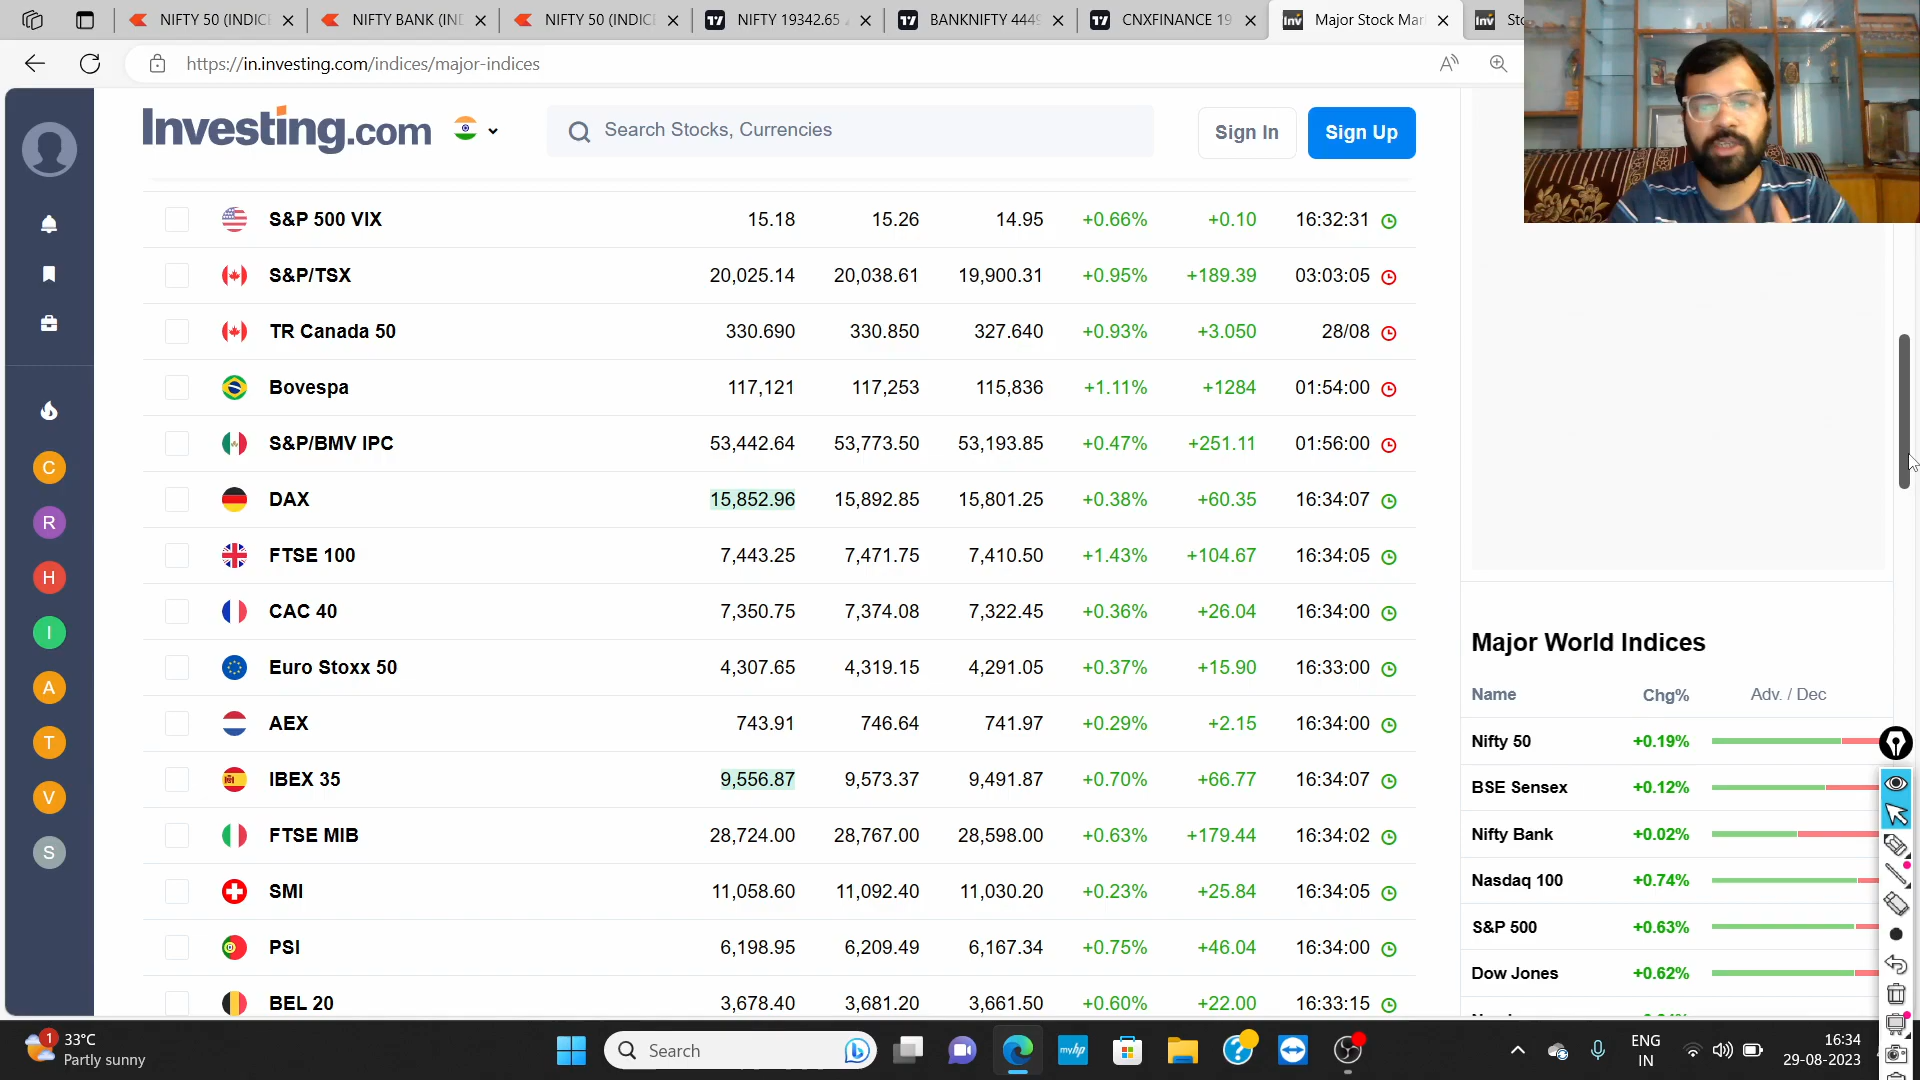 NIFTY 50 (INDIC
NIFTY BANK (IND
NIFTY 50 (INDIC
NIFTY 19342.65
BANKNIFTY 444
CNXFINANCE 19
Major Stock Mar
Sto
https://in.investing.com/indices/major-indices
Investing.com
Search Stocks, Currencies
Sign In
Sign Up
S&P 500 VIX 15.18 15.26 14.95 +0.66% +0.10 16:32:31
S&P/TSX 20,025.14 20,038.61 19,900.31 +0.95% +189.39 03:03:05
TR Canada 50 330.690 330.850 327.640 +0.93% +3.050 28/08
Bovespa 117,121 117,253 115,836 +1.11% +1284 01:54:00
S&P/BMV IPC 53,442.64 53,773.50 53,193.85 +0.47% +251.11 01:56:00
DAX 15,852.96 15,892.85 15,801.25 +0.38% +60.35 16:34:07
FTSE 100 7,443.25 7,471.75 7,410.50 +1.43% +104.67 16:34:05
CAC 40 7,350.75 7,374.08 7,322.45 +0.36% +26.04 16:34:00
Euro Stoxx 50 4,307.65 4,319.15 4,291.05 +0.37% +15.90 16:33:00
AEX 743.91 746.64 741.97 +0.29% +2.15 16:34:00
IBEX 35 9,556.87 9,573.37 9,491.87 +0.70% +66.77 16:34:07
FTSE MIB 28,724.00 28,767.00 28,598.00 +0.63% +179.44 16:34:02
SMI 11,058.60 11,092.40 11,030.20 +0.23% +25.84 16:34:05
PSI 6,198.95 6,209.49 6,167.34 +0.75% +46.04 16:34:00
BEL 20 3,678.40 3,681.20 3,661.50 +0.60% +22.00 16:33:15
C
R
H
I
A
T
V
S
Major World Indices
Name Chg% Adv. / Dec
Nifty 50 +0.19%
BSE Sensex +0.12%
Nifty Bank +0.02%
Nasdaq 100 +0.74%
S&P 500 +0.63%
Dow Jones +0.62%
1
33°C
Partly sunny
Search
myhp
ENG
IN
16:34
29-08-2023